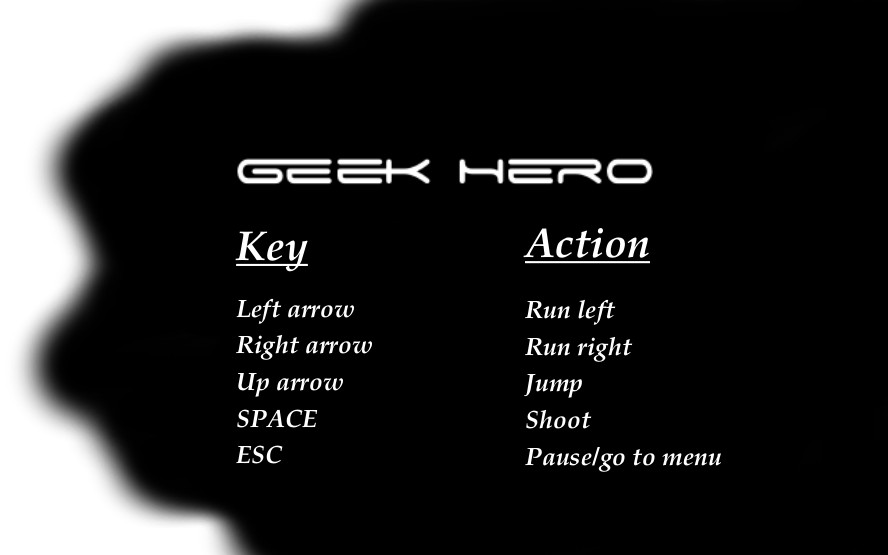 GEEK HERO
Key Action
Left arrow Run left
Right arrow Run right
Up arrow Jump
SPACE Shoot
ESC Pause/go to menu